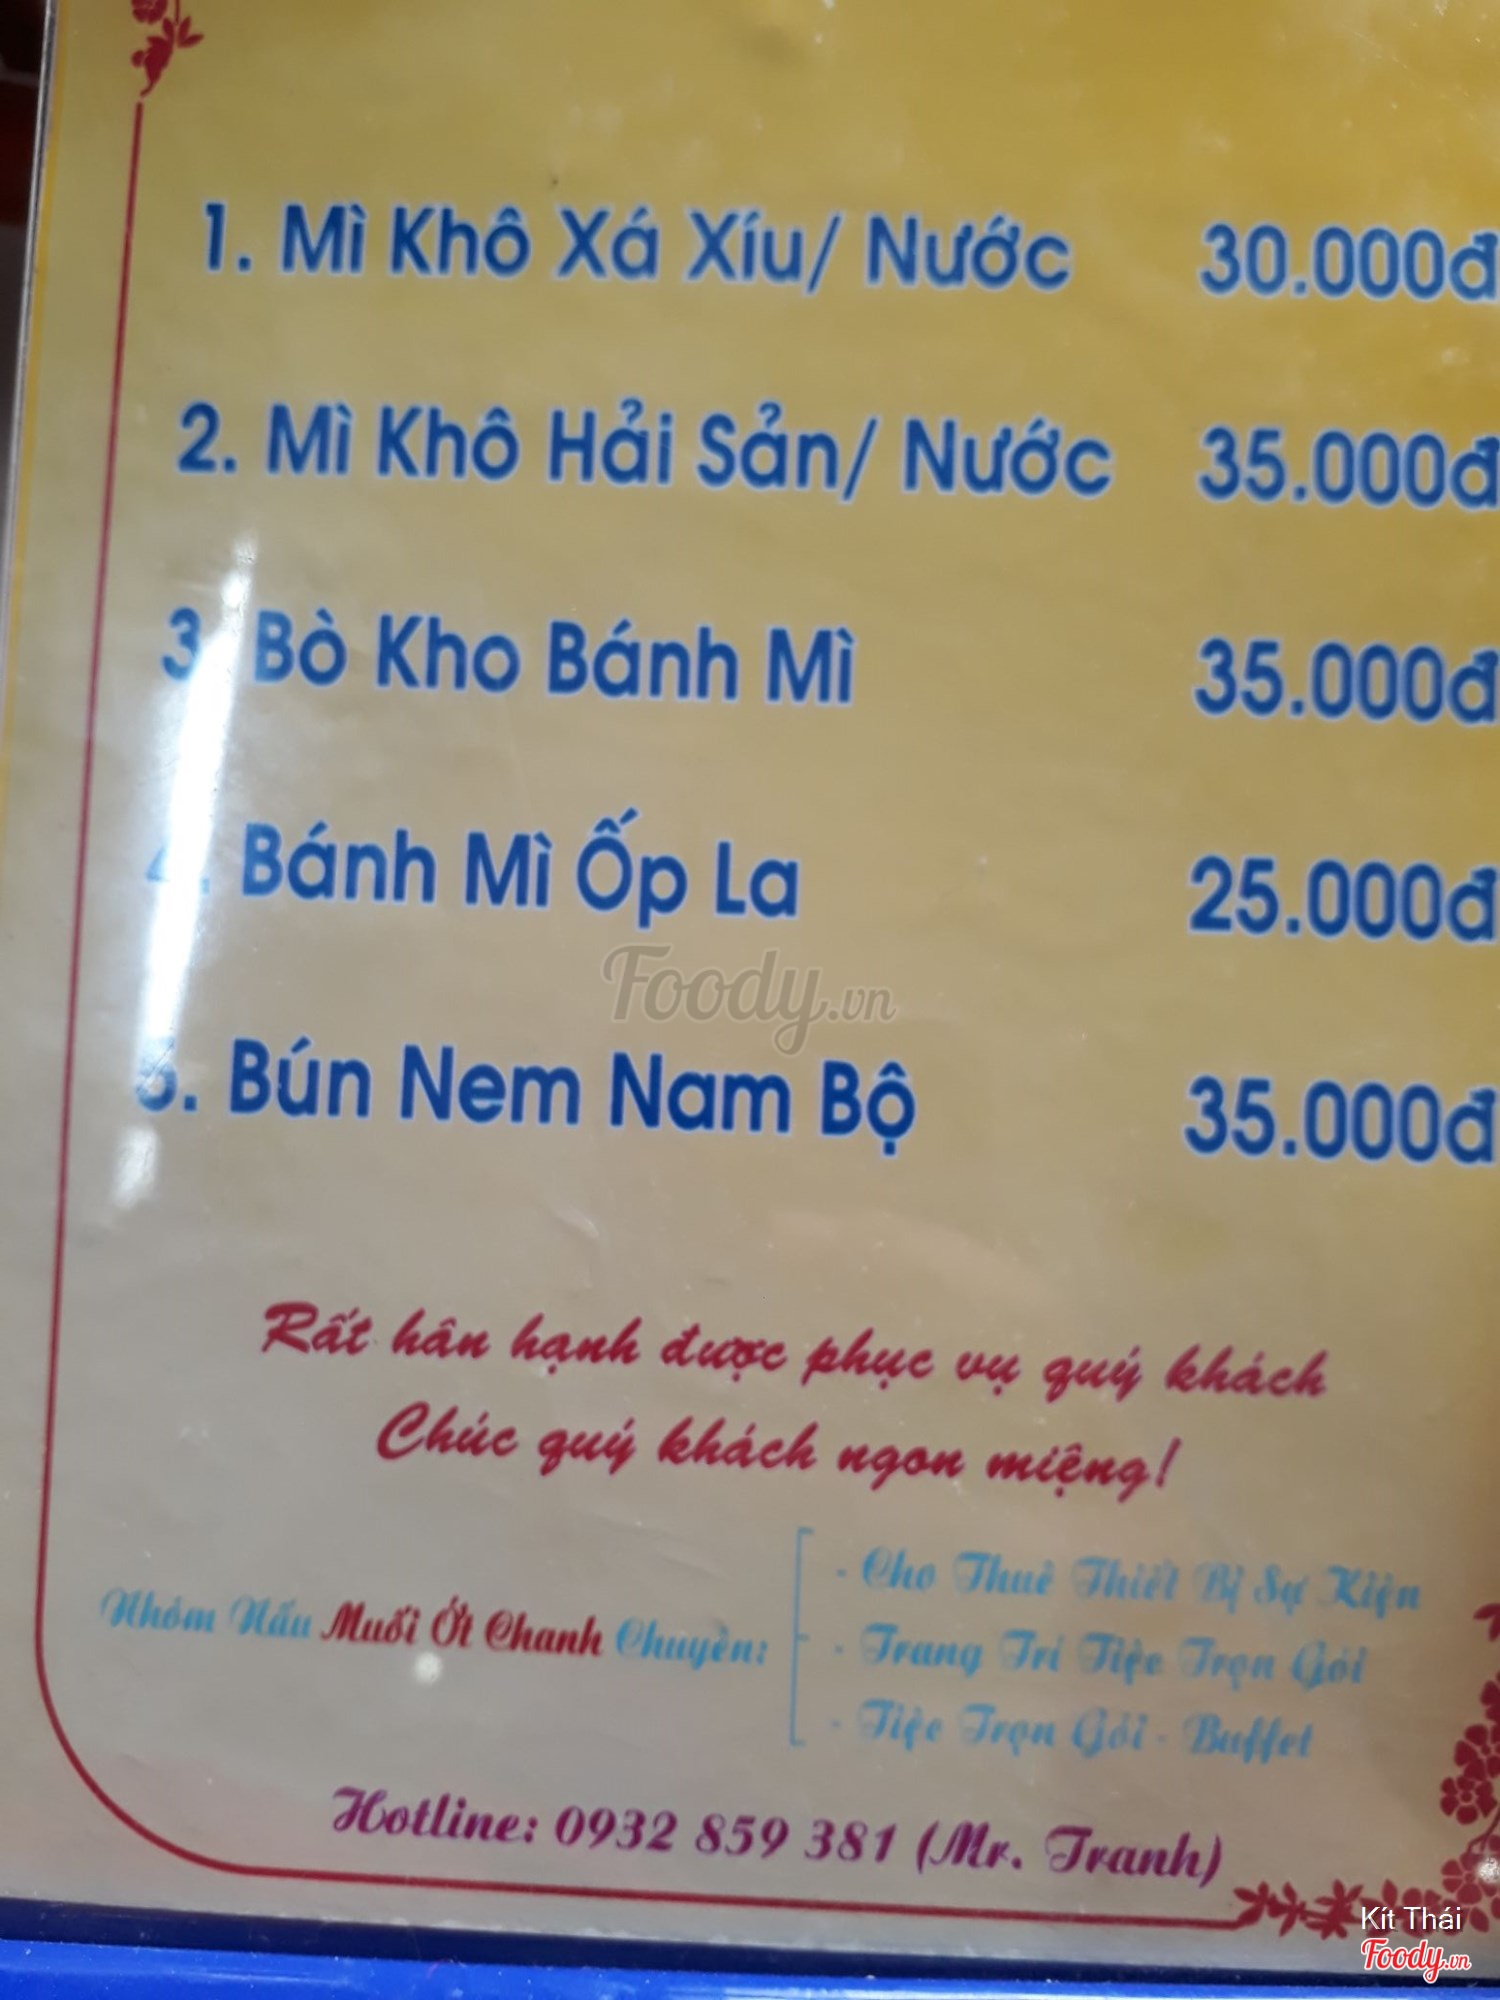 1. Mì Khô Xá Xíu/ Nước 30.000đ
2. Mì Khô Hải Sản/ Nước 35.000đ
3. Bò Kho Bánh Mì 35.000đ
4. Bánh Mì Ốp La 25.000đ
Foody.vn
5. Bún Nem Nam Bộ 35.000đ
Rất hân hạnh được phục vụ quý khách
Chúc quý khách ngon miệng!
- Cho Thuê Thiết Bị Sự Kiện
Nhóm Nấu Muối Ớt Chanh Chuyên:
- Trang Trí Tiệc Trọn Gói
- Tiệc Trọn Gói - Buffet
Hotline: 0932 859 381 (Mr. Tranh)
Kít Thái
Foody.vn